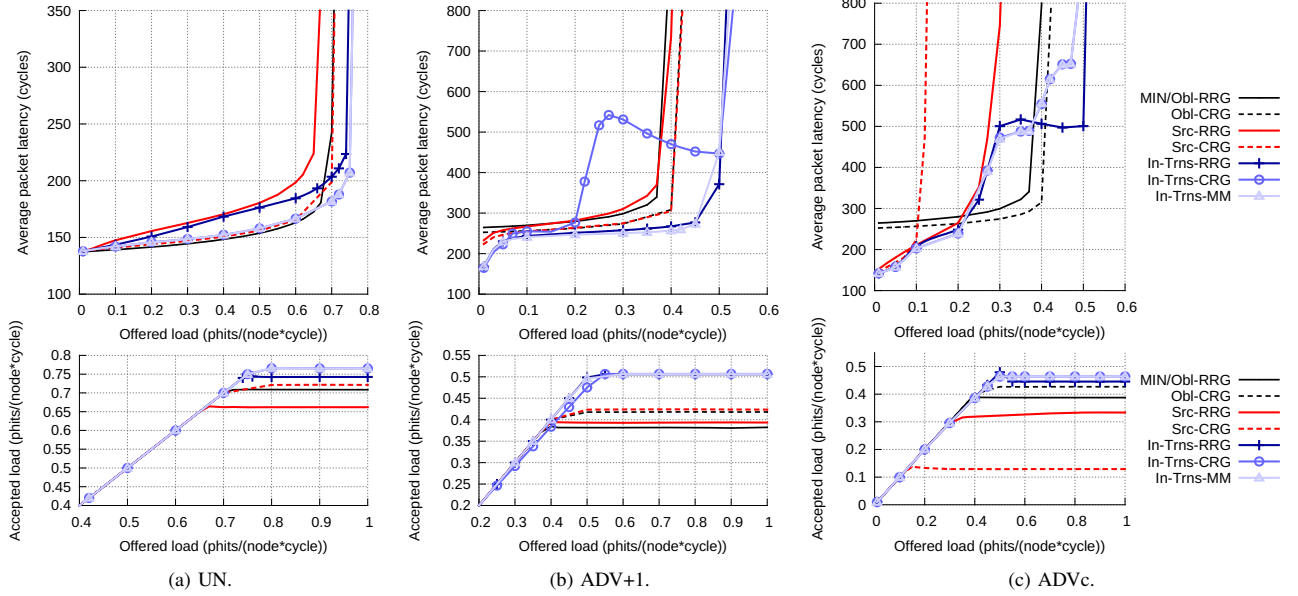 350
300
250
200
150
100
Average packet latency (cycles)
0 0.1 0.2 0.3 0.4 0.5 0.6 0.7 0.8
Offered load (phits/(node*cycle))
800
700
600
500
400
300
200
100
Average packet latency (cycles)
0 0.1 0.2 0.3 0.4 0.5 0.6
Offered load (phits/(node*cycle))
800
700
600
500
400
300
200
100
Average packet latency (cycles)
0 0.1 0.2 0.3 0.4 0.5 0.6
Offered load (phits/(node*cycle))
MIN/Obl-RRG
Obl-CRG
Src-RRG
Src-CRG
In-Trns-RRG
In-Trns-CRG
In-Trns-MM
0.8
0.75
0.7
0.65
0.6
0.55
0.5
0.45
0.4
Accepted load (phits/(node*cycle))
0.4 0.5 0.6 0.7 0.8 0.9 1
Offered load (phits/(node*cycle))
0.55
0.5
0.45
0.4
0.35
0.3
0.25
0.2
Accepted load (phits/(node*cycle))
0.2 0.3 0.4 0.5 0.6 0.7 0.8 0.9 1
Offered load (phits/(node*cycle))
0.5
0.4
0.3
0.2
0.1
0
Accepted load (phits/(node*cycle))
0 0.2 0.4 0.6 0.8 1
Offered load (phits/(node*cycle))
MIN/Obl-RRG
Obl-CRG
Src-RRG
Src-CRG
In-Trns-RRG
In-Trns-CRG
In-Trns-MM
(a) UN.
(b) ADV+1.
(c) ADVc.